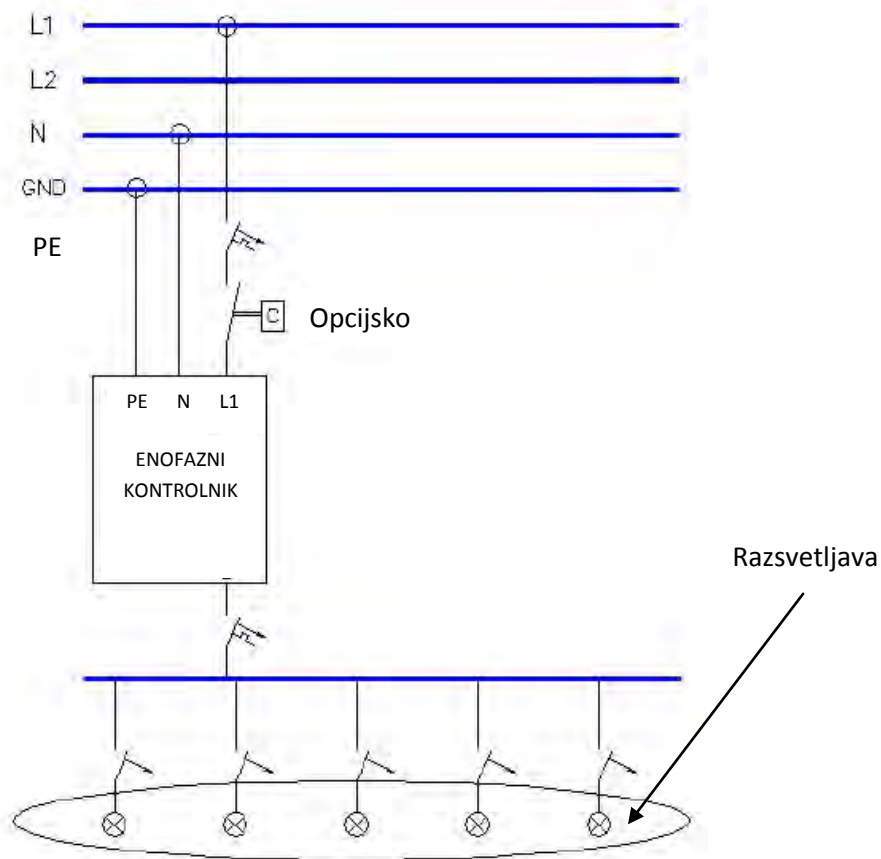 L1
L2
N
GND
PE
C
Opcijsko
PE N L1
ENOFAZNI
KONTROLNIK
Razsvetljava